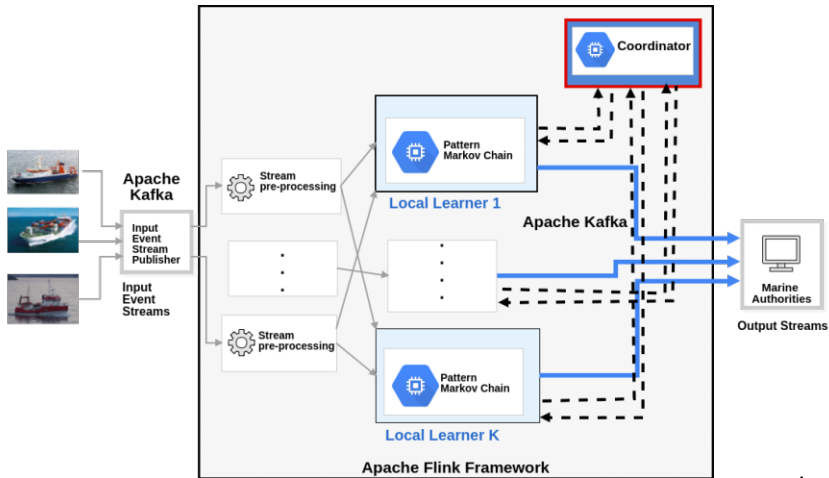 Coordinator
Apache
Kafka
Input
Event
Stream
Publisher
Input
Event
Streams
Stream
pre-processing
Stream
pre-processing
Pattern
Markov Chain
Local Learner 1
Apache Kafka
Pattern
Markov Chain
Local Learner K
Marine
Authorities
Output Streams
Apache Flink Framework